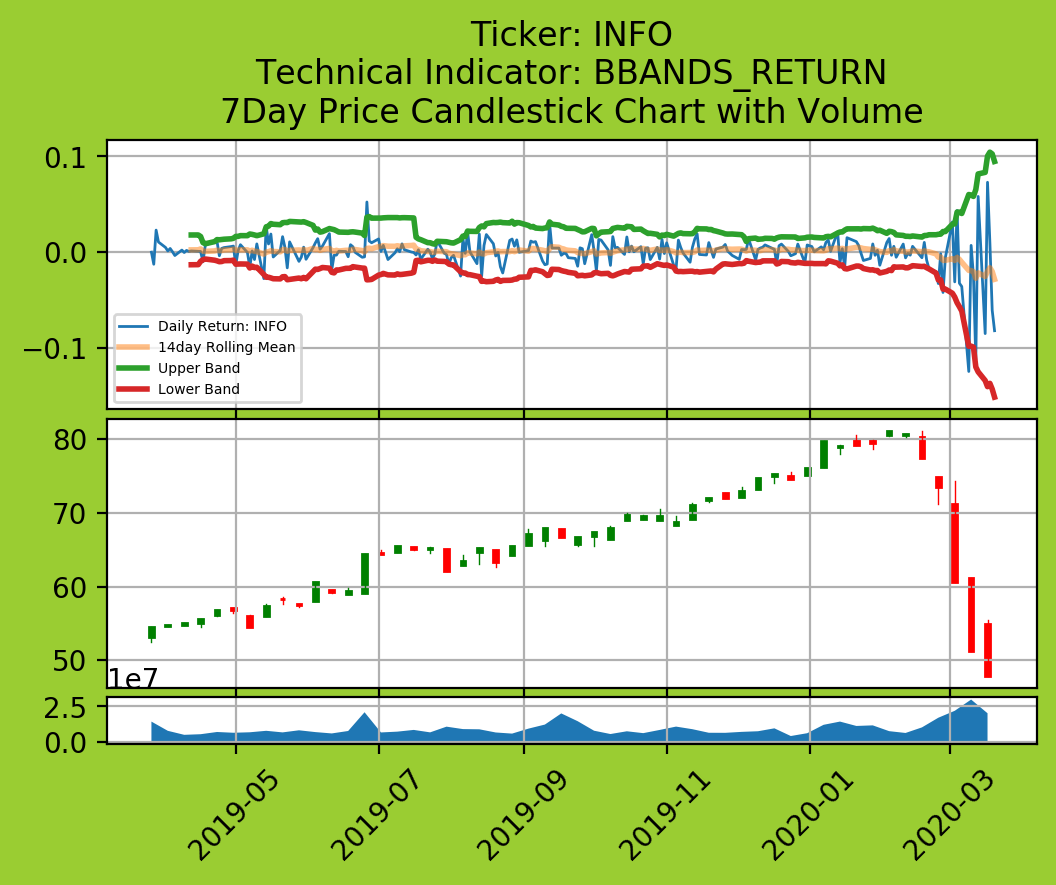 Ticker: INFO
Technical Indicator: BBANDS_RETURN
7Day Price Candlestick Chart with Volume
0.1
0.0
−0.1
Daily Return: INFO
14day Rolling Mean
Upper Band
Lower Band
80
70
60
50
1e7
2.5
0.0
2019-05
2019-07
2019-09
2019-11
2020-01
2020-03